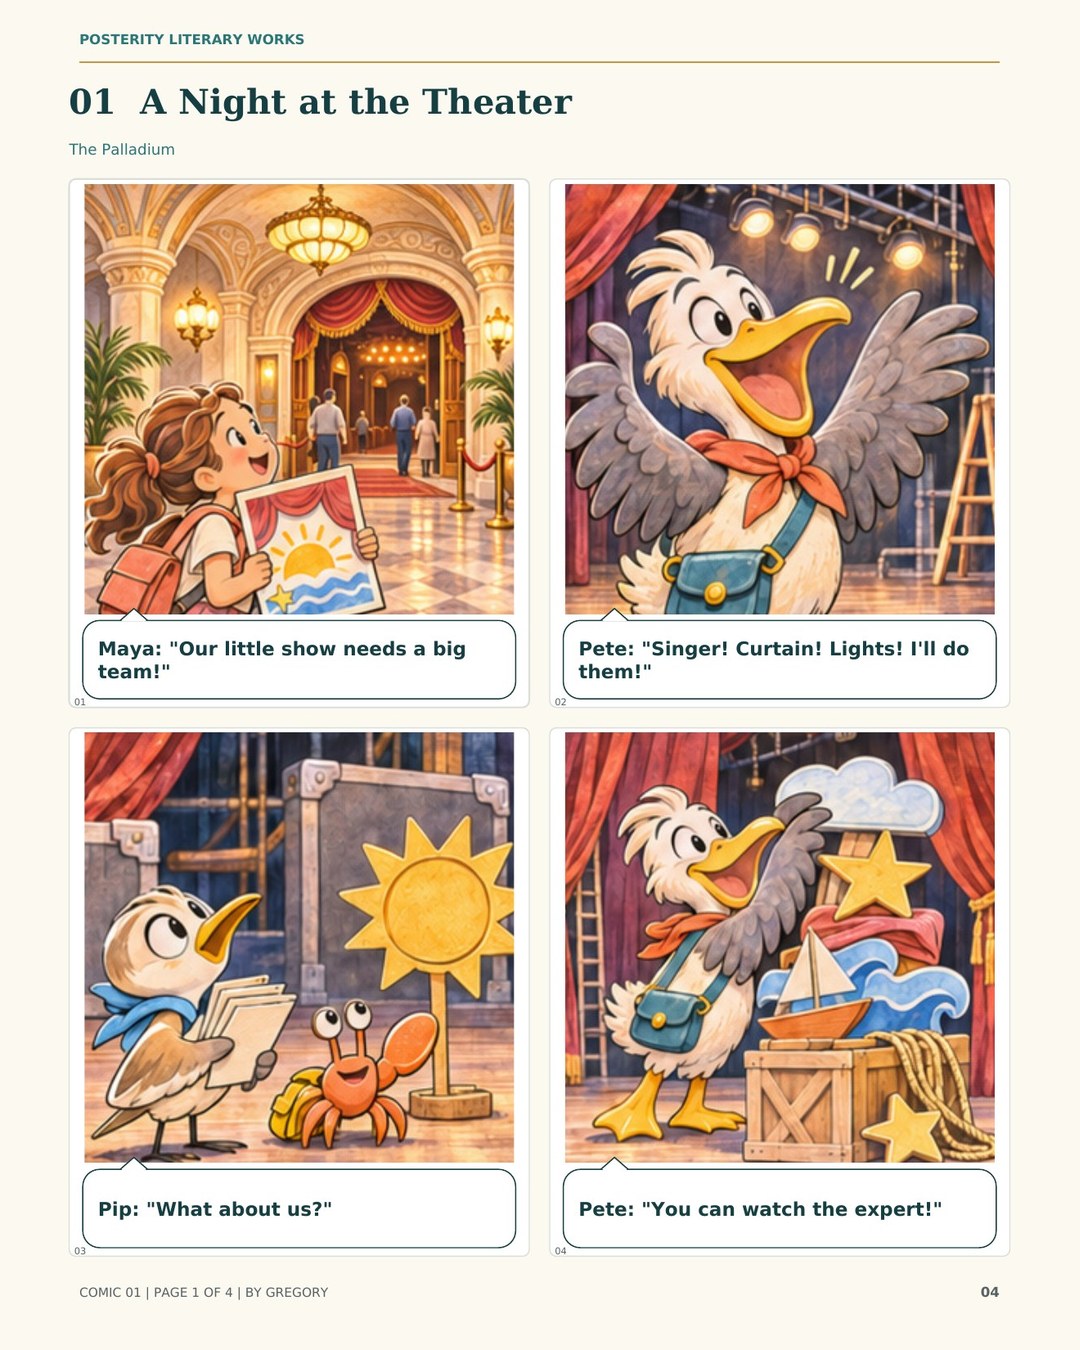 POSTERITY LITERARY WORKS
01 A Night at the Theater
The Palladium
Maya: "Our little show needs a big
team!"
01
Pete: "Singer! Curtain! Lights! I'll do
them!"
02
Pip: "What about us?"
03
Pete: "You can watch the expert!"
04
COMIC 01 | PAGE 1 OF 4 | BY GREGORY
04